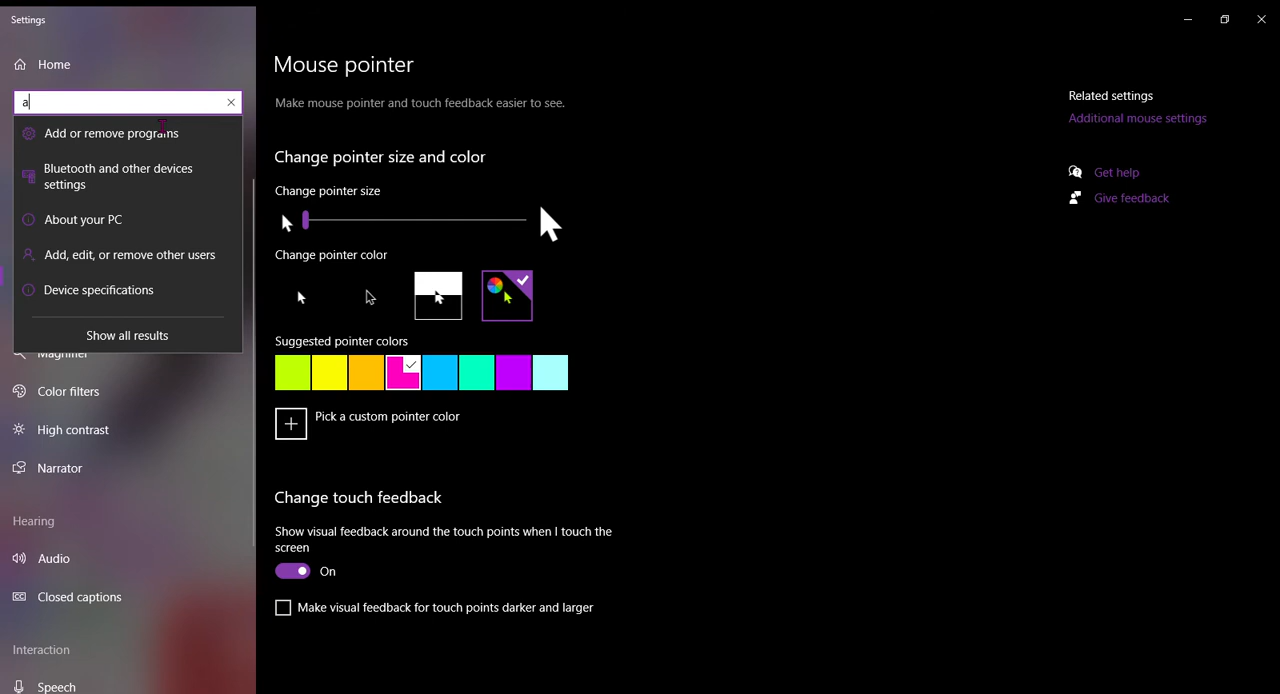 Settings
Home
a
Add or remove programs
Bluetooth and other devices
settings
About your PC
Add, edit, or remove other users
Device specifications
Show all results
Magnifier
Color filters
High contrast
Narrator
Hearing
Audio
Closed captions
Interaction
Speech
Mouse pointer
Make mouse pointer and touch feedback easier to see.
Change pointer size and color
Change pointer size
Change pointer color
Suggested pointer colors
Pick a custom pointer color
Change touch feedback
Show visual feedback around the touch points when I touch the
screen
On
Make visual feedback for touch points darker and larger
Related settings
Additional mouse settings
Get help
Give feedback